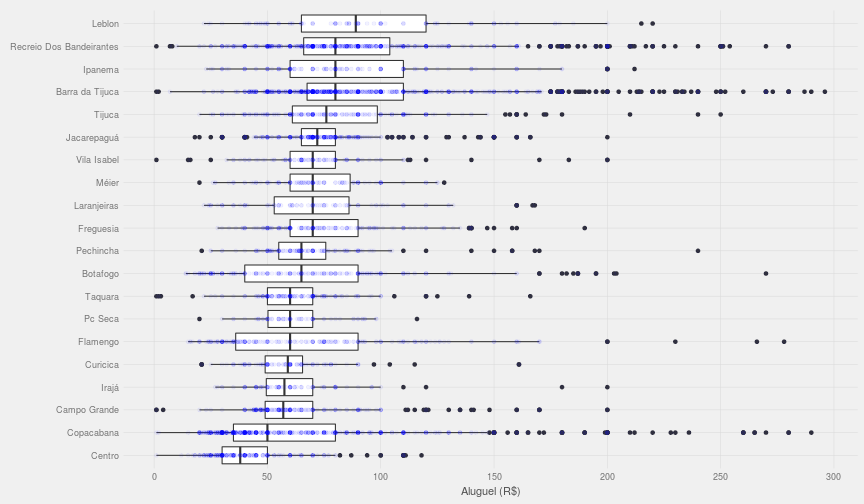 Leblon
Recreio Dos Bandeirantes
Ipanema
Barra da Tijuca
Tijuca
Jacarepaguá
Vila Isabel
Méier
Laranjeiras
Freguesia
Pechincha
Botafogo
Taquara
Pc Seca
Flamengo
Curicica
Irajá
Campo Grande
Copacabana
Centro
0 50 100 150 200 250 300
Aluguel (R$)